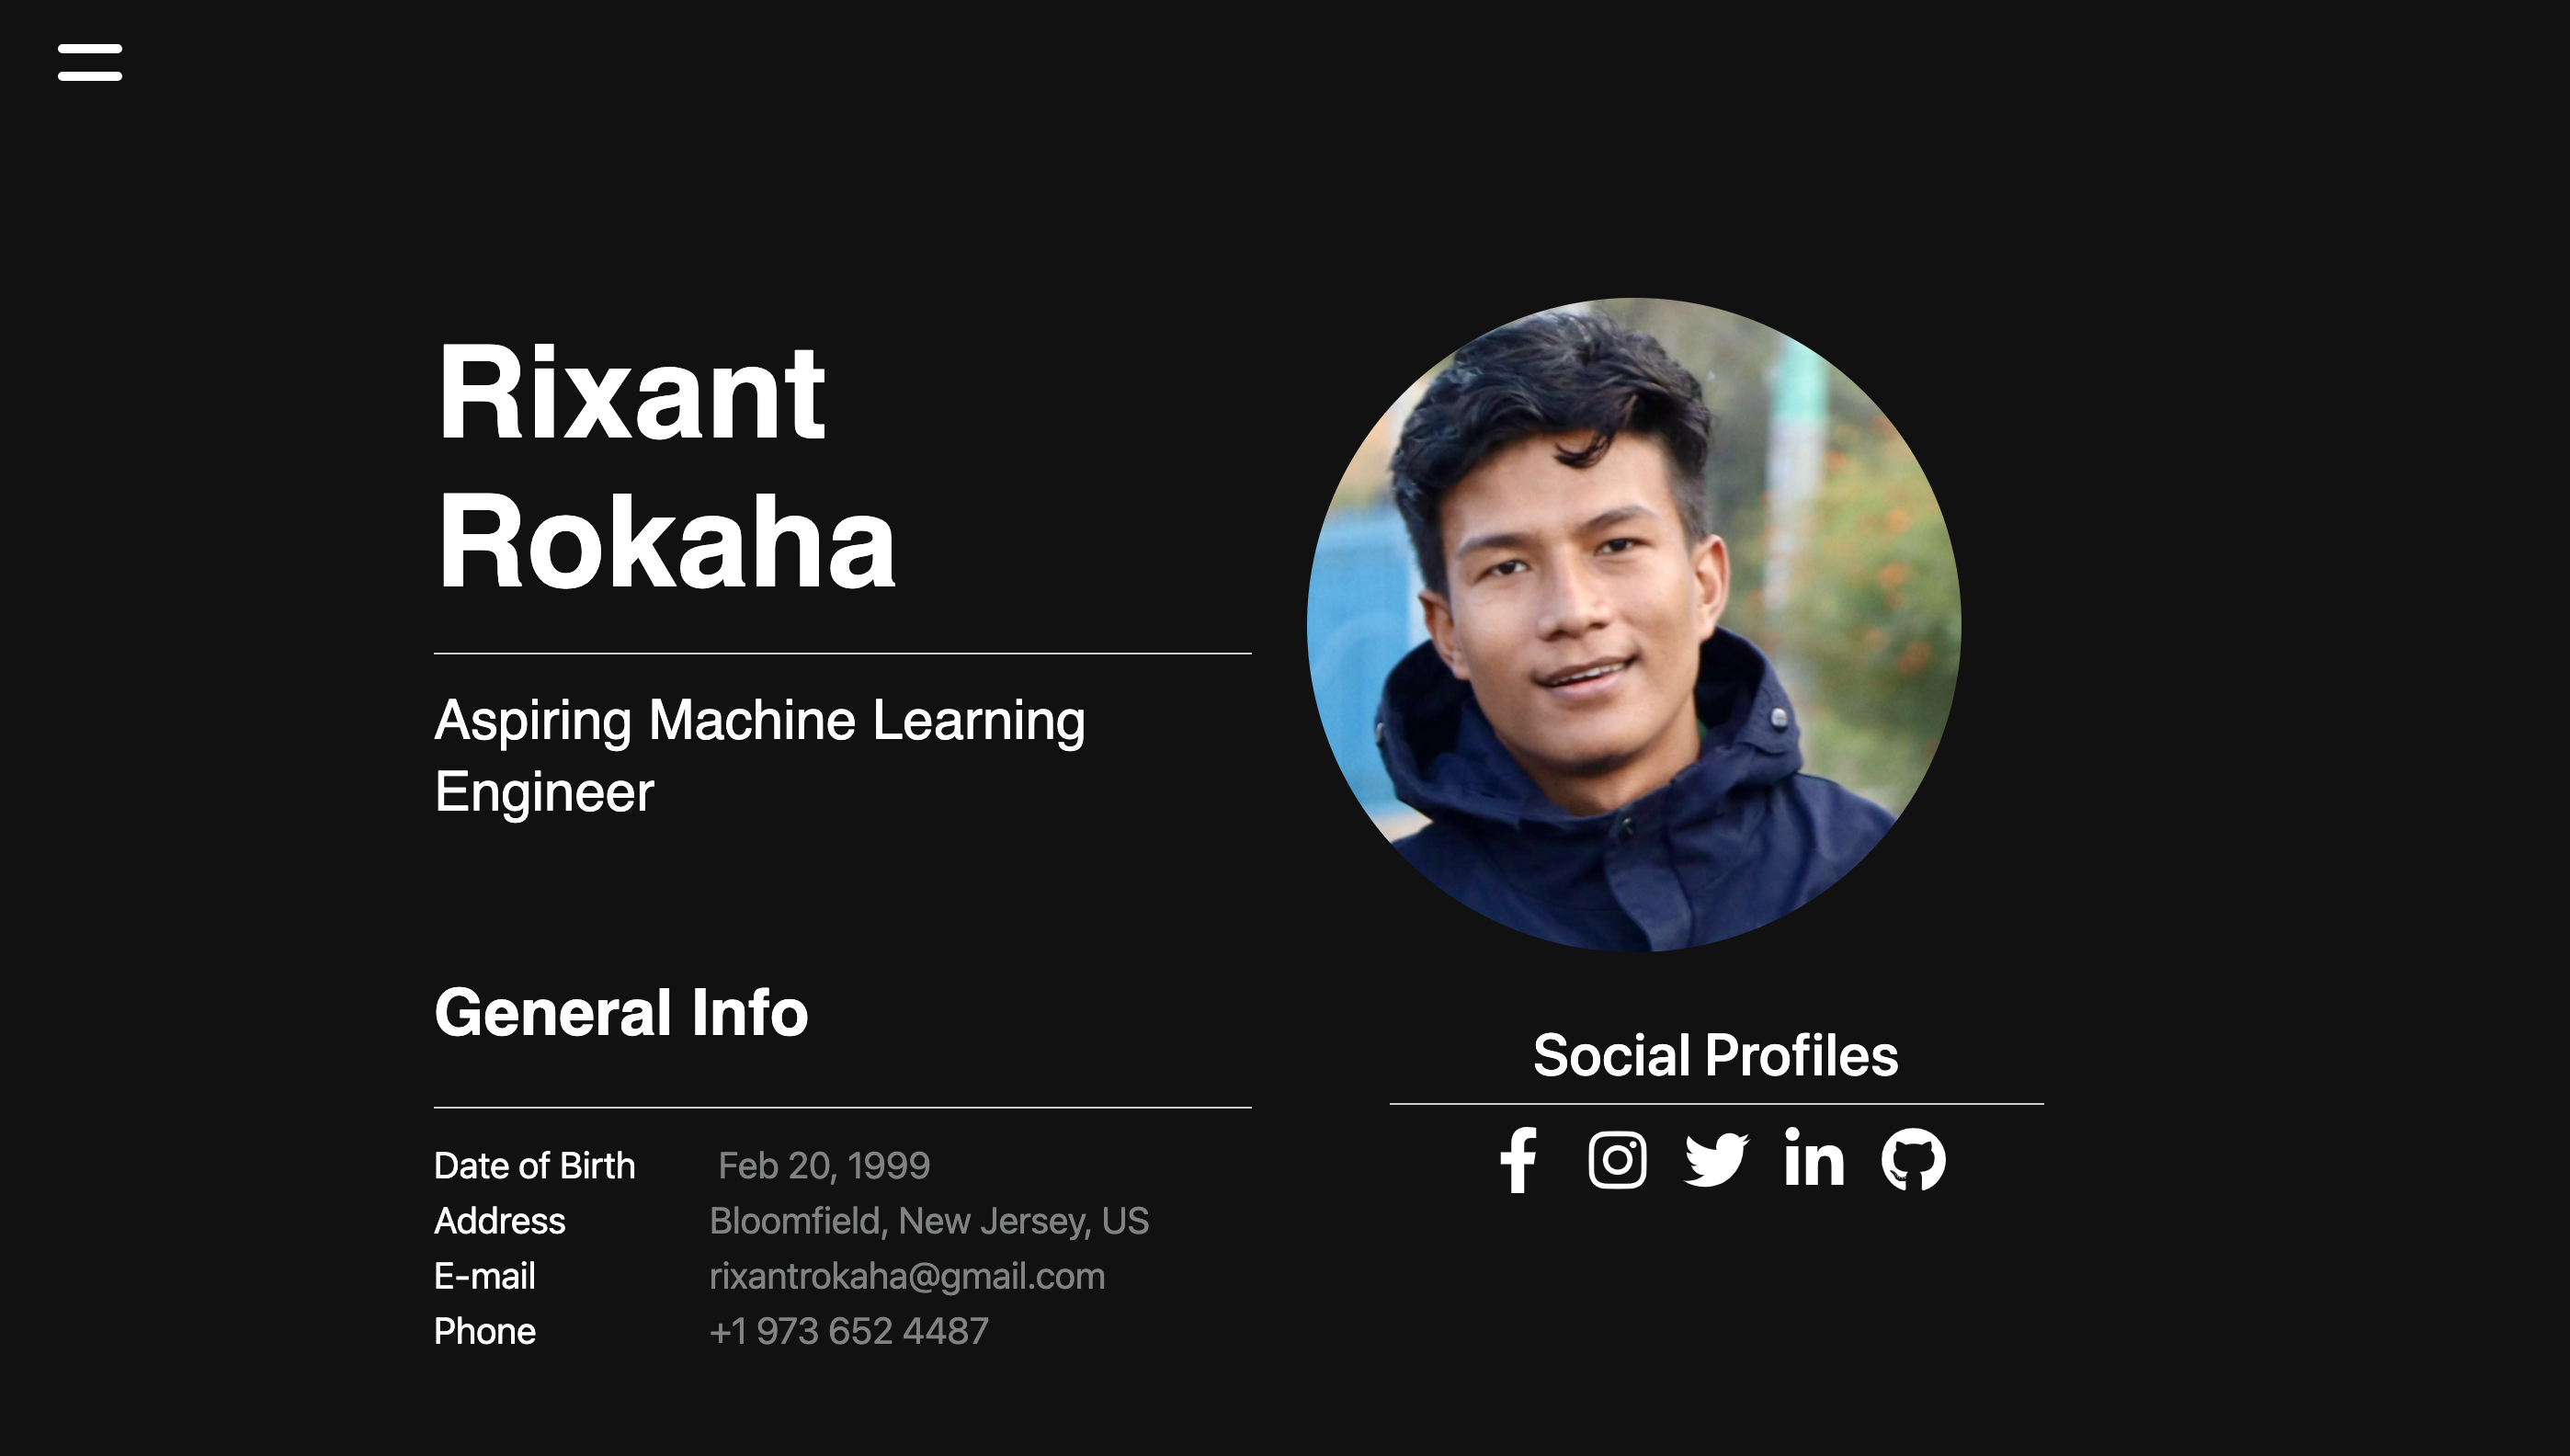 Rixant
Rokaha
Aspiring Machine Learning
Engineer
General Info
Date of Birth Feb 20, 1999
Address Bloomfield, New Jersey, US
E-mail rixantrokaha@gmail.com
Phone +1 973 652 4487
Social Profiles